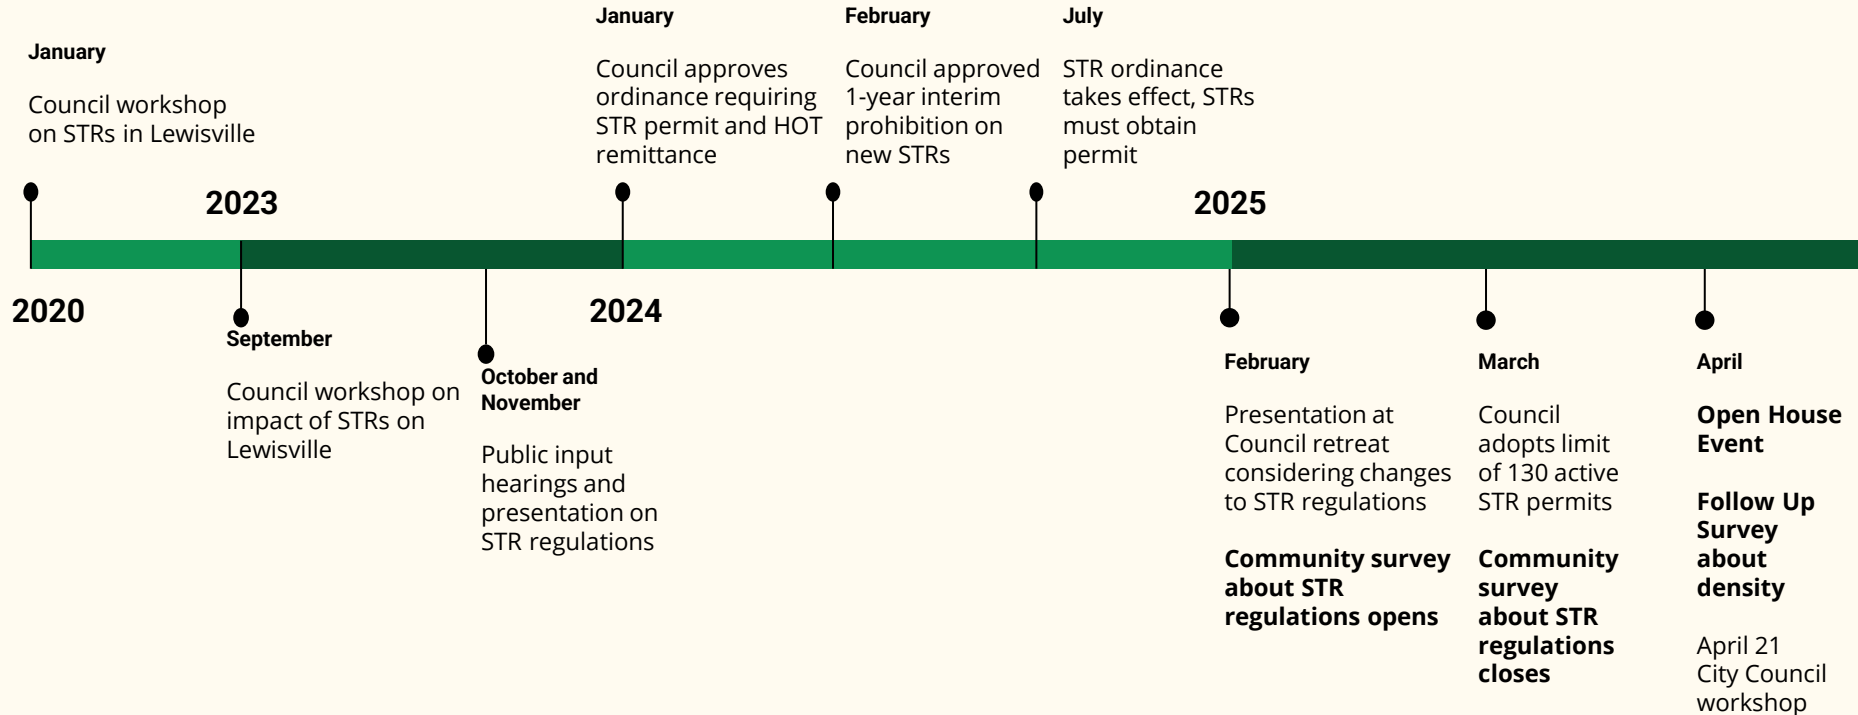 January
Council workshop
on STRs in Lewisville
2020
2023
September
Council workshop on
impact of STRs on
Lewisville
October and
November
Public input
hearings and
presentation on
STR regulations
January
Council approves
ordinance requiring
STR permit and HOT
remittance
2024
February
Council approved
1-year interim
prohibition on
new STRs
July
STR ordinance
takes effect, STRs
must obtain
permit
2025
February
Presentation at
Council retreat
considering changes
to STR regulations
Community survey
about STR
regulations opens
March
Council
adopts limit
of 130 active
STR permits
Community
survey
about STR
regulations
closes
April
Open House
Event
Follow Up
Survey
about
density
April 21
City Council
workshop